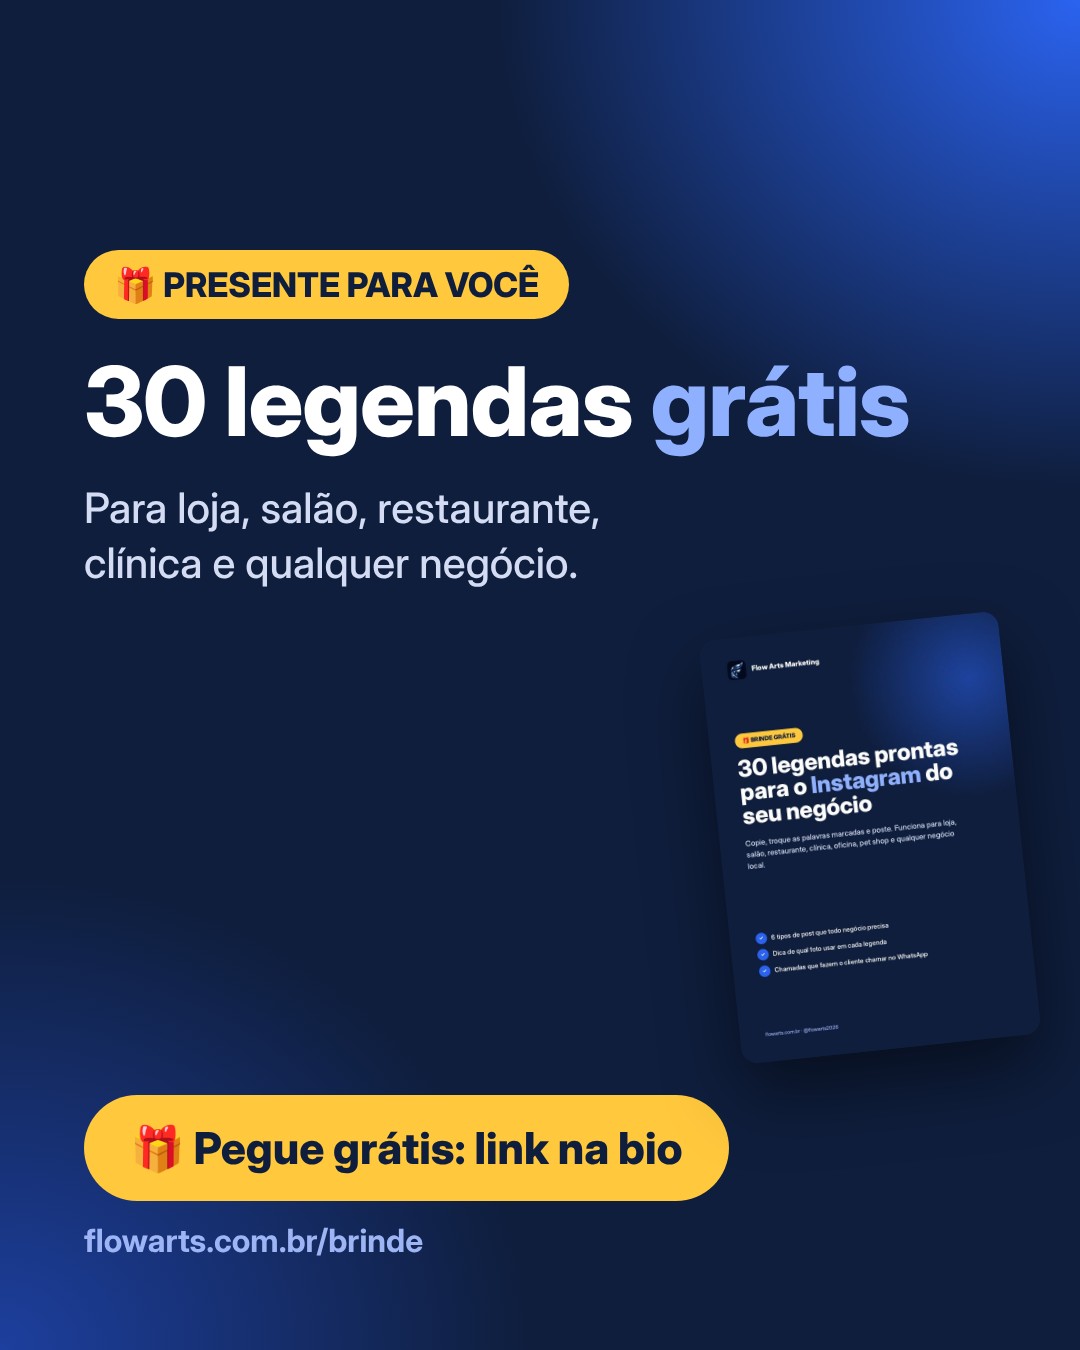 🎁 PRESENTE PARA VOCÊ
30 legendas grátis
Para loja, salão, restaurante,
clínica e qualquer negócio.
Flow Arts Marketing
🎁 BRINDE GRÁTIS
30 legendas prontas
para o Instagram do
seu negócio
Copie, troque as palavras marcadas e poste. Funciona para loja,
salão, restaurante, clínica, oficina, pet shop e qualquer negócio
local.
6 tipos de post que todo negócio precisa
Dica de qual foto usar em cada legenda
Chamadas que fazem o cliente chamar no WhatsApp
flowarts.com.br · @flowarts2026
🎁 Pegue grátis: link na bio
flowarts.com.br/brinde